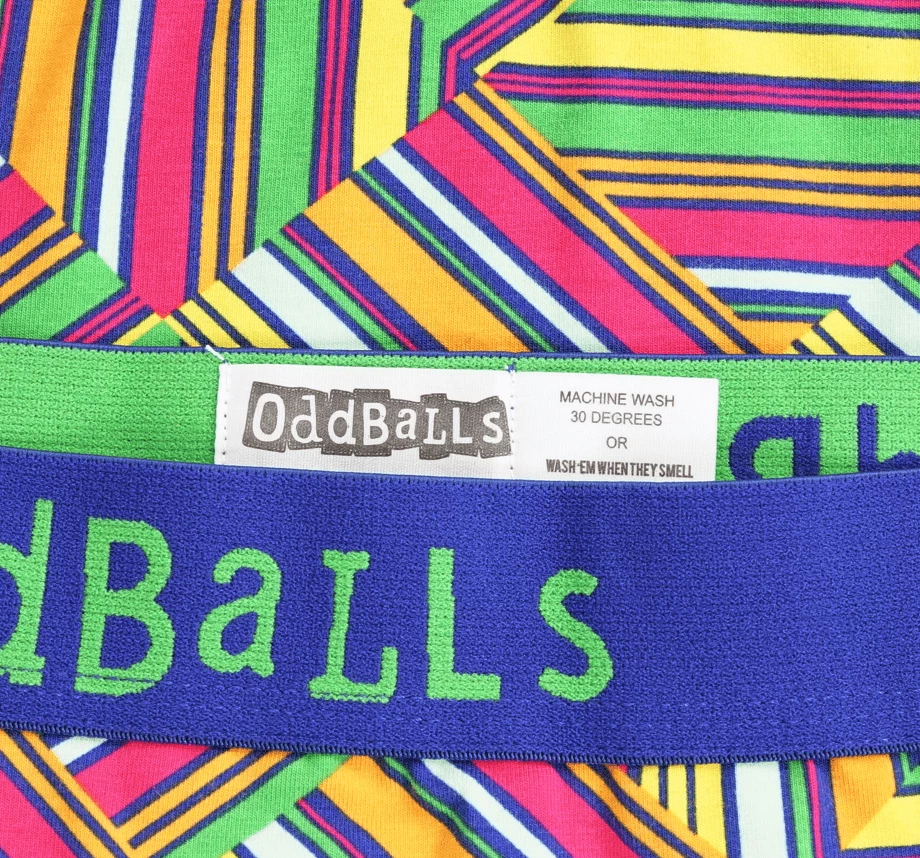 OddBaLLs
MACHINE WASH
30 DEGREES
OR
WASH 'EM WHEN THEY SMELL
dBaLLs